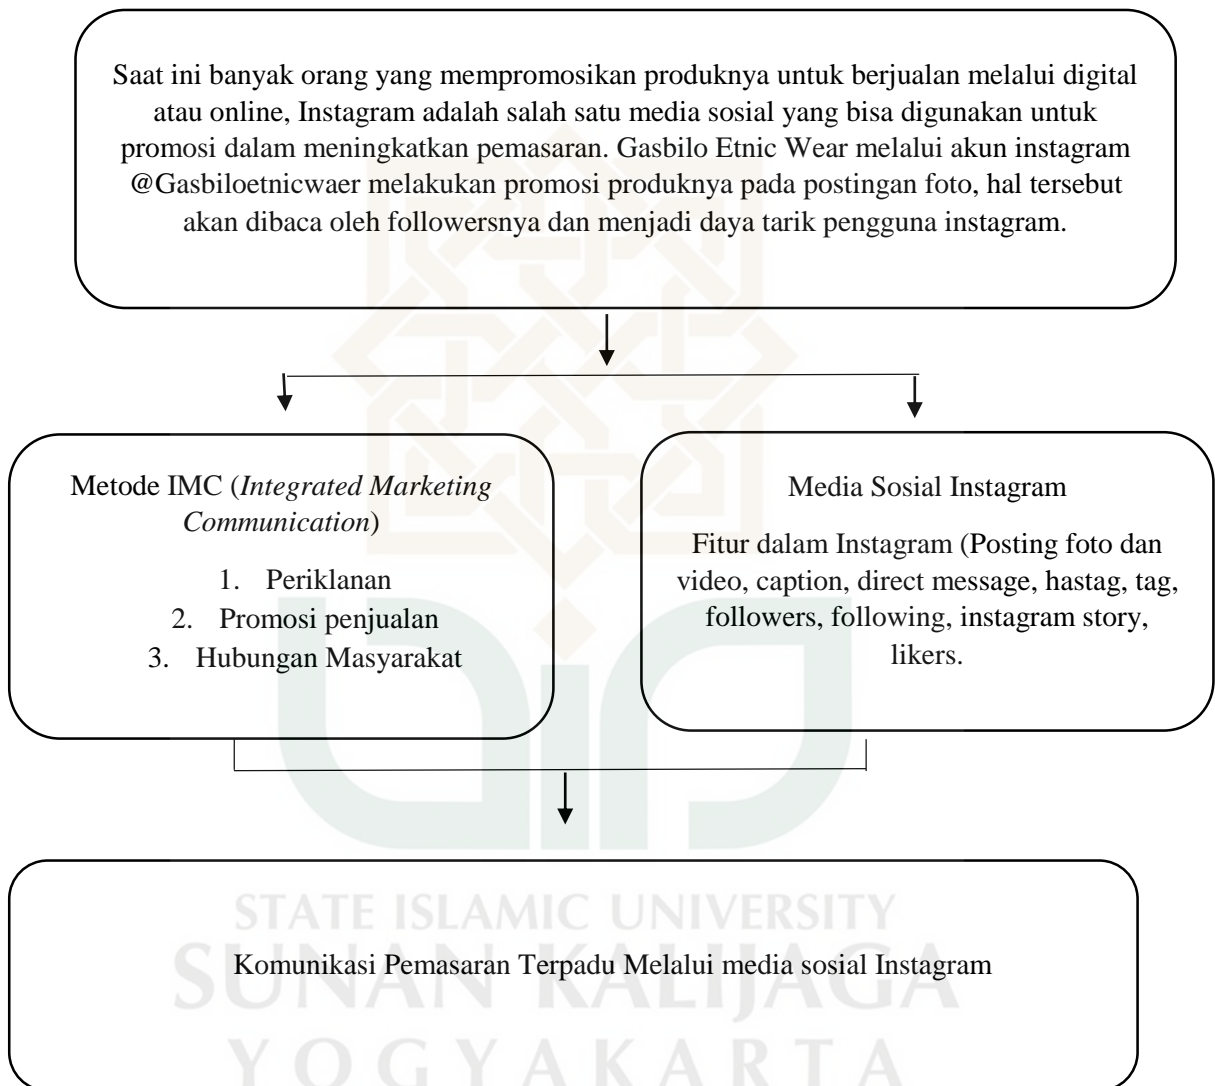 Saat ini banyak orang yang mempromosikan produknya untuk berjualan melalui digital
atau online, Instagram adalah salah satu media sosial yang bisa digunakan untuk
promosi dalam meningkatkan pemasaran. Gasbilo Etnic Wear melalui akun instagram
@Gasbiloetnicwaer melakukan promosi produknya pada postingan foto, hal tersebut
akan dibaca oleh followersnya dan menjadi daya tarik pengguna instagram.
Metode IMC (Integrated Marketing
Communication)
1. Periklanan
2. Promosi penjualan
3. Hubungan Masyarakat
Media Sosial Instagram
Fitur dalam Instagram (Posting foto dan
video, caption, direct message, hastag, tag,
followers, following, instagram story,
likers.
STATE ISLAMIC UNIVERSITY
Komunikasi Pemasaran Terpadu Melalui media sosial Instagram
SUNAN KALIJAGA
YOGYAKARTA